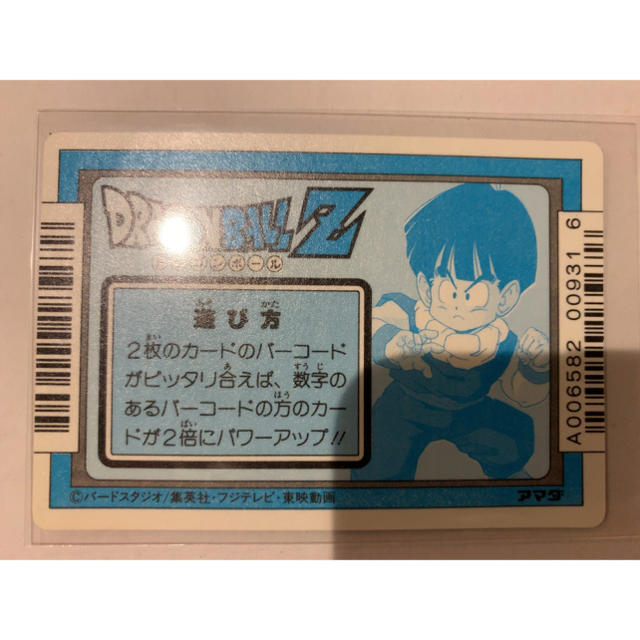 DRAGON BALL Z
ドラゴンボール
遊び方
2枚のカードのバーコード
がピッタリ合えば、数字の
あるバーコードの方のカー
ドが2倍にパワーアップ!!
A006582 00931 6
©バードスタジオ/集英社・フジテレビ・東映動画
アマダ